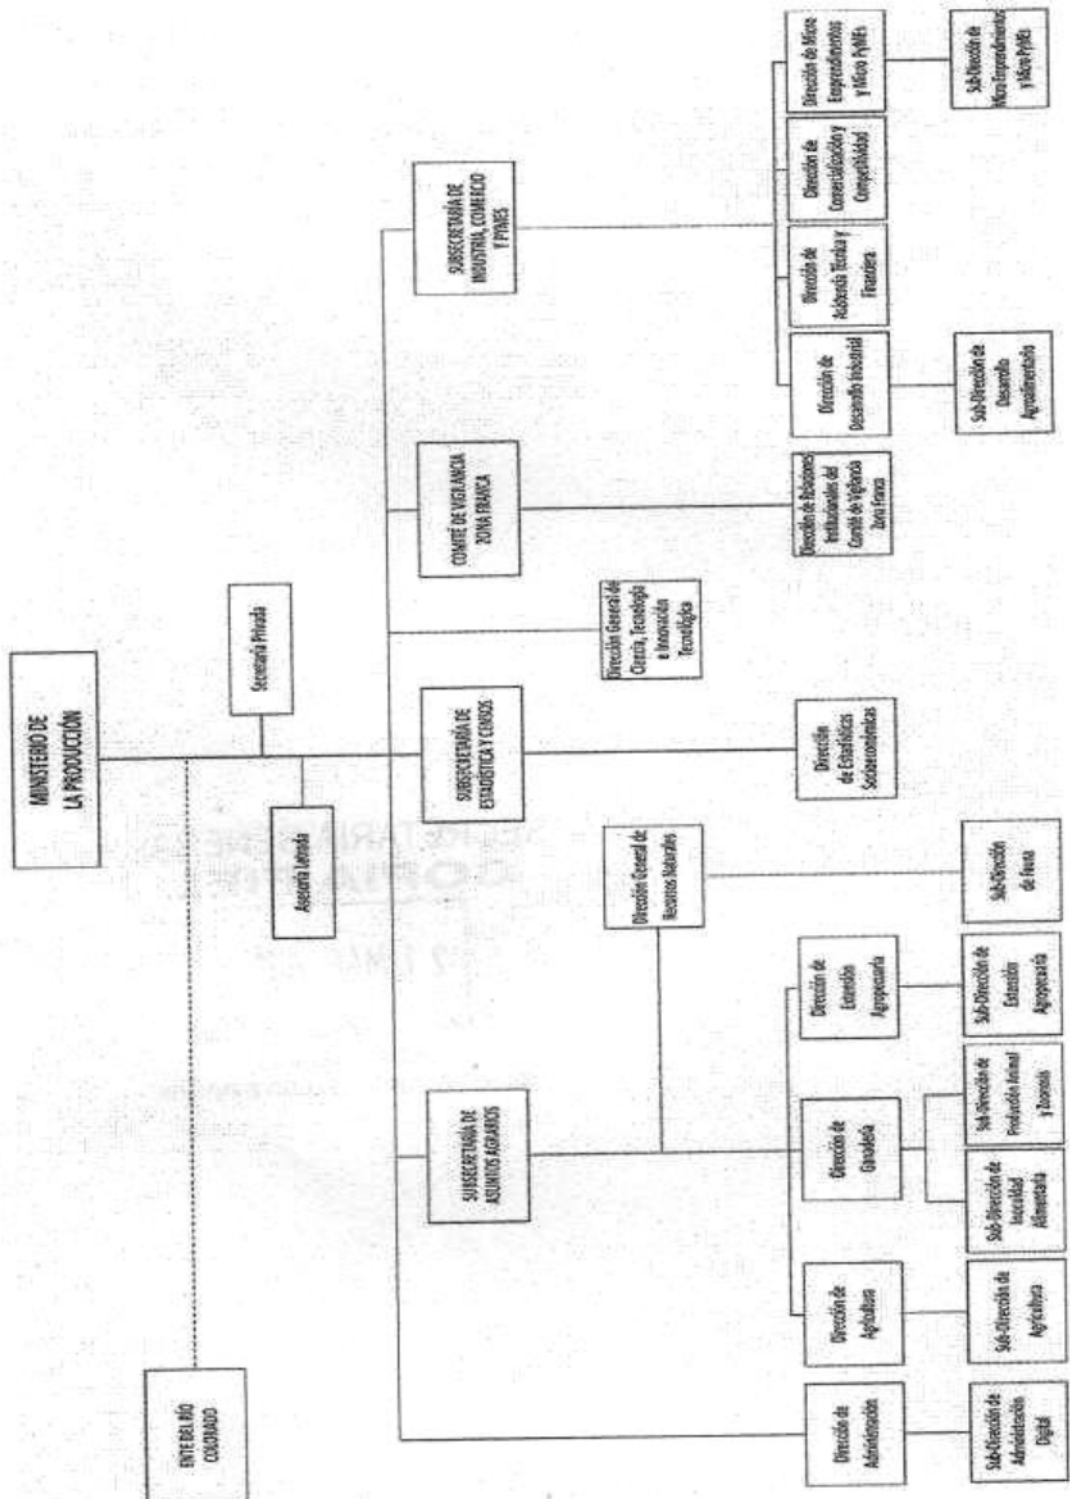 MINISTERIO DE
LA PRODUCCIÓN
ENTE DEL RÍO
COLORADO
Secretaría Privada
Asesoría Letrada
SUBSECRETARÍA DE
ASUNTOS AGRARIOS
SUBSECRETARÍA DE
ESTADÍSTICA Y CENSOS
COMITÉ DE VIGILANCIA
ZONA FRANCA
SUBSECRETARÍA DE
INDUSTRIA, COMERCIO
Y PYMES
Dirección General de
Recursos Naturales
Dirección General de
Ciencia, Tecnología
e Innovación
Tecnológica
Dirección de
Administración
Dirección de
Agricultura
Dirección de
Ganadería
Dirección de
Extensión
Agropecuaria
Dirección
de Estadísticas
Socioeconómicas
Dirección de Relaciones
Institucionales del
Comité de Vigilancia
Zona Franca
Dirección de
Desarrollo Industrial
Dirección de
Asistencia Técnica y
Financiera
Dirección de
Comercialización y
Competitividad
Dirección de Micro
Emprendimientos
y Micro PyMEs
Sub-Dirección de
Administración
Digital
Sub-Dirección de
Agricultura
Sub-Dirección de
Inocuidad
Alimentaria
Sub-Dirección de
Producción Animal
y Zoonosis
Sub-Dirección de
Extensión
Agropecuaria
Sub-Dirección
de Fauna
Sub-Dirección de
Desarrollo
Agroalimentario
Sub-Dirección de
Micro Emprendimientos
y Micro PyMEs
COPIA